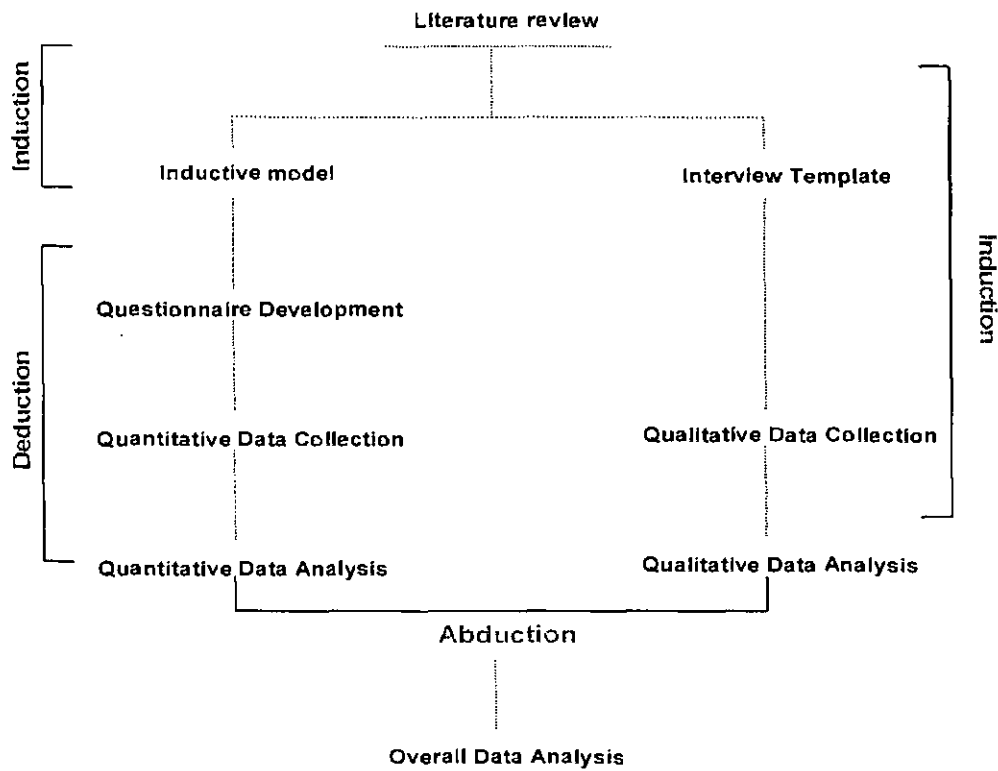 Literature review
Induction
Inductive model
Interview Template
Induction
Questionnaire Development
Deduction
Quantitative Data Collection
Qualitative Data Collection
Quantitative Data Analysis
Qualitative Data Analysis
Abduction
Overall Data Analysis